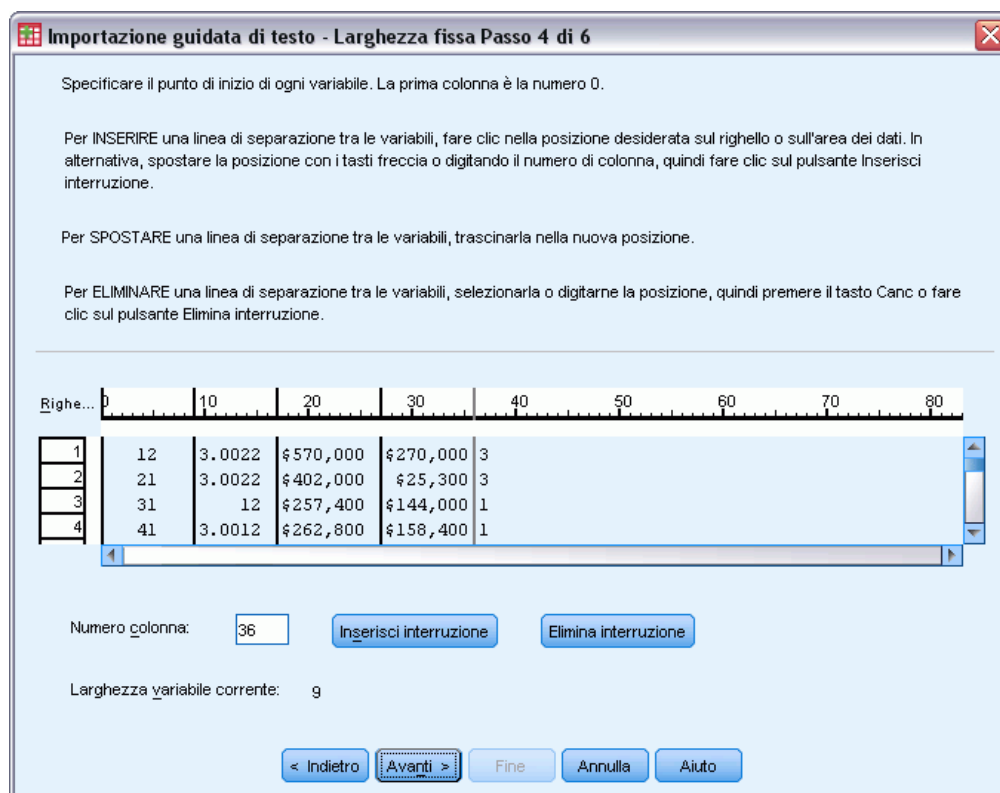 Importazione guidata di testo - Larghezza fissa Passo 4 di 6
Specificare il punto di inizio di ogni variabile. La prima colonna è la numero 0.
Per INSERIRE una linea di separazione tra le variabili, fare clic nella posizione desiderata sul righello o sull'area dei dati. In
alternativa, spostare la posizione con i tasti freccia o digitando il numero di colonna, quindi fare clic sul pulsante Inserisci
interruzione.
Per SPOSTARE una linea di separazione tra le variabili, trascinarla nella nuova posizione.
Per ELIMINARE una linea di separazione tra le variabili, selezionarla o digitarne la posizione, quindi premere il tasto Canc o fare
clic sul pulsante Elimina interruzione.
Righe... 0 10 20 30 40 50 60 70 80
1 12 3.0022 $570,000 $270,000 3
2 21 3.0022 $402,000 $25,300 3
3 31 12 $257,400 $144,000 1
4 41 3.0012 $262,800 $158,400 1
Numero colonna: 36 Inserisci interruzione Elimina interruzione
Larghezza variabile corrente: 9
< Indietro Avanti > Fine Annulla Aiuto